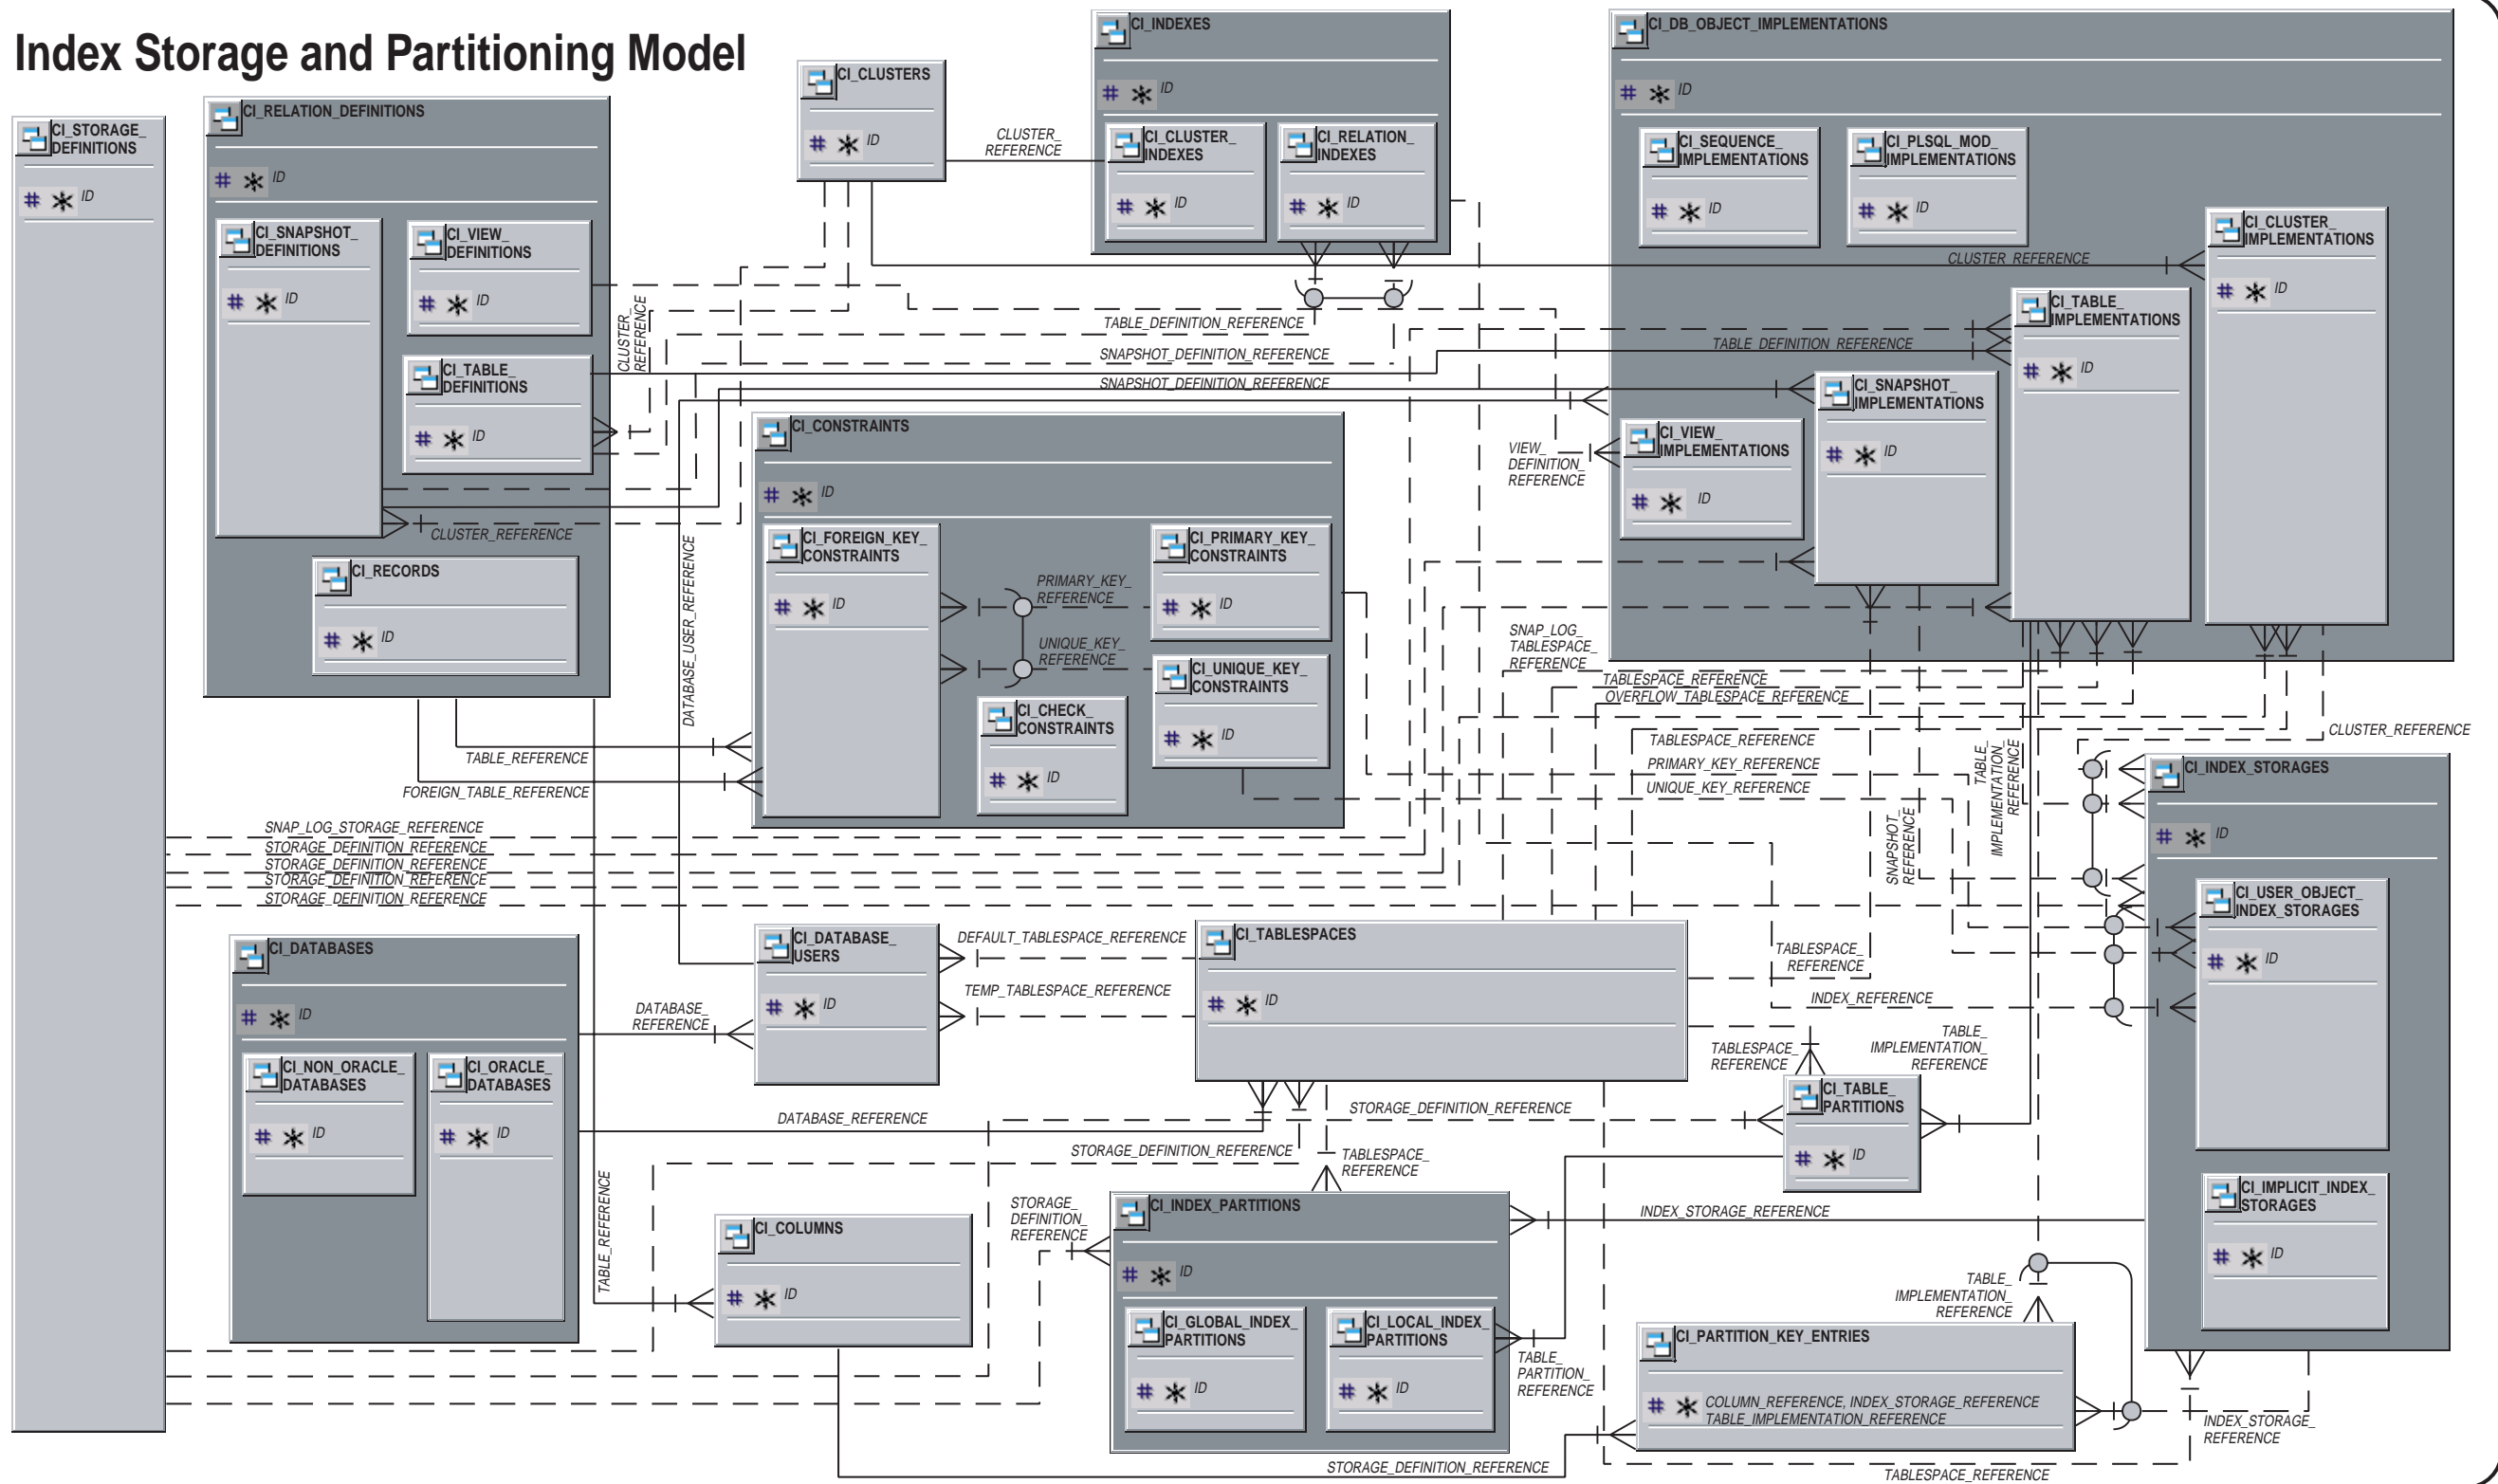 Index Storage and Partitioning Model
CI_STORAGE_
DEFINITIONS
# * ID
CI_RELATION_DEFINITIONS
# * ID
CI_SNAPSHOT_
DEFINITIONS
# * ID
CI_VIEW_
DEFINITIONS
# * ID
CI_TABLE_
DEFINITIONS
# * ID
CLUSTER_REFERENCE
CI_RECORDS
# * ID
CI_CLUSTERS
# * ID
CLUSTER_
REFERENCE
CI_INDEXES
# * ID
CI_CLUSTER_
INDEXES
# * ID
CI_RELATION_
INDEXES
# * ID
CLUSTER_
REFERENCE
TABLE_DEFINITION_REFERENCE
SNAPSHOT_DEFINITION_REFERENCE
SNAPSHOT_DEFINITION_REFERENCE
CI_DB_OBJECT_IMPLEMENTATIONS
# * ID
CI_SEQUENCE_
IMPLEMENTATIONS
# * ID
CI_PLSQL_MOD_
IMPLEMENTATIONS
# * ID
CI_CLUSTER_
IMPLEMENTATIONS
# * ID
CLUSTER_REFERENCE
CI_TABLE_
IMPLEMENTATIONS
# * ID
TABLE_DEFINITION_REFERENCE
CI_SNAPSHOT_
IMPLEMENTATIONS
# * ID
CI_VIEW_
IMPLEMENTATIONS
# * ID
VIEW_
DEFINITION_
REFERENCE
CI_CONSTRAINTS
# * ID
CI_FOREIGN_KEY_
CONSTRAINTS
# * ID
PRIMARY_KEY_
REFERENCE
UNIQUE_KEY_
REFERENCE
CI_PRIMARY_KEY_
CONSTRAINTS
# * ID
CI_UNIQUE_KEY_
CONSTRAINTS
# * ID
CI_CHECK_
CONSTRAINTS
# * ID
DATABASE_USER_REFERENCE
TABLE_REFERENCE
FOREIGN_TABLE_REFERENCE
SNAP_LOG_
TABLESPACE_
REFERENCE
TABLESPACE_REFERENCE
OVERFLOW_TABLESPACE_REFERENCE
TABLESPACE_REFERENCE
PRIMARY_KEY_REFERENCE
UNIQUE_KEY_REFERENCE
TABLE_
IMPLEMENTATION_
REFERENCE
SNAPSHOT_
REFERENCE
CLUSTER_REFERENCE
CI_INDEX_STORAGES
# * ID
CI_USER_OBJECT_
INDEX_STORAGES
# * ID
CI_IMPLICIT_INDEX_
STORAGES
# * ID
SNAP_LOG_STORAGE_REFERENCE
STORAGE_DEFINITION_REFERENCE
STORAGE_DEFINITION_REFERENCE
STORAGE_DEFINITION_REFERENCE
STORAGE_DEFINITION_REFERENCE
CI_DATABASES
# * ID
CI_NON_ORACLE_
DATABASES
# * ID
CI_ORACLE_
DATABASES
# * ID
DATABASE_
REFERENCE
CI_DATABASE_
USERS
# * ID
DEFAULT_TABLESPACE_REFERENCE
TEMP_TABLESPACE_REFERENCE
CI_TABLESPACES
# * ID
TABLESPACE_
REFERENCE
INDEX_REFERENCE
TABLESPACE_
REFERENCE
TABLE_
IMPLEMENTATION_
REFERENCE
CI_TABLE_
PARTITIONS
# * ID
DATABASE_REFERENCE
STORAGE_DEFINITION_REFERENCE
STORAGE_DEFINITION_REFERENCE
TABLESPACE_
REFERENCE
TABLE_REFERENCE
CI_COLUMNS
# * ID
STORAGE_
DEFINITION_
REFERENCE
CI_INDEX_PARTITIONS
# * ID
CI_GLOBAL_INDEX_
PARTITIONS
# * ID
CI_LOCAL_INDEX_
PARTITIONS
# * ID
INDEX_STORAGE_REFERENCE
TABLE_
PARTITION_
REFERENCE
TABLE_
IMPLEMENTATION_
REFERENCE
CI_PARTITION_KEY_ENTRIES
# * COLUMN_REFERENCE, INDEX_STORAGE_REFERENCE
TABLE_IMPLEMENTATION_REFERENCE
INDEX_STORAGE_
REFERENCE
STORAGE_DEFINITION_REFERENCE
TABLESPACE_REFERENCE